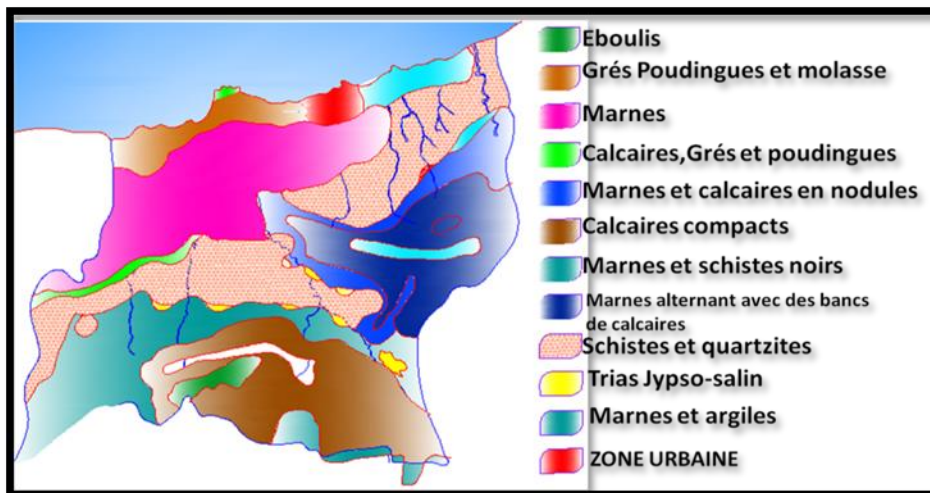 Eboulis
Grés Poudingues et molasse
Marnes
Calcaires,Grés et poudingues
Marnes et calcaires en nodules
Calcaires compacts
Marnes et schistes noirs
Marnes alternant avec des bancs
de calcaires
Schistes et quartzites
Trias Jypso-salin
Marnes et argiles
ZONE URBAINE